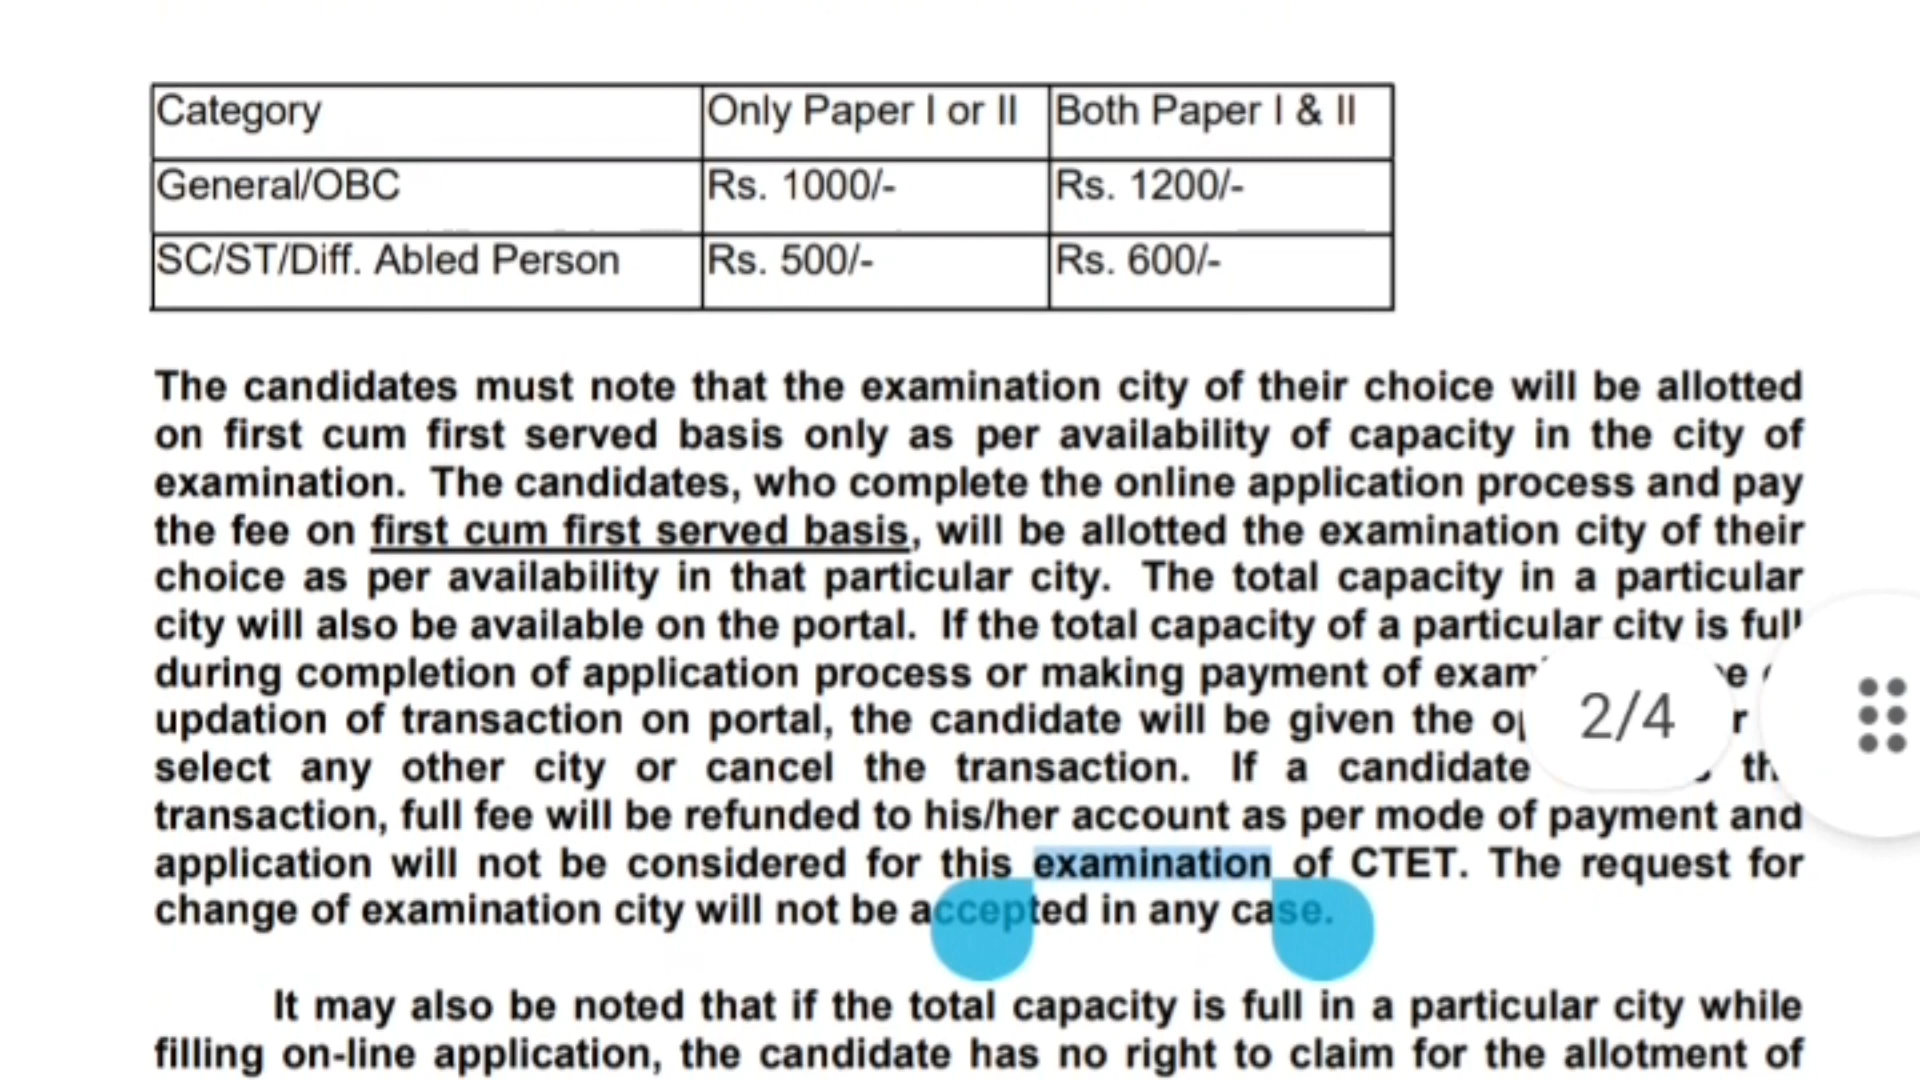 Category Only Paper I or II Both Paper I & II
General/OBC Rs. 1000/- Rs. 1200/-
SC/ST/Diff. Abled Person Rs. 500/- Rs. 600/-
The candidates must note that the examination city of their choice will be allotted
on first cum first served basis only as per availability of capacity in the city of
examination. The candidates, who complete the online application process and pay
the fee on first cum first served basis, will be allotted the examination city of their
choice as per availability in that particular city. The total capacity in a particular
city will also be available on the portal. If the total capacity of a particular city is full
during completion of application process or making payment of
updation of transaction on portal, the candidate will be given the
select any other city or cancel the transaction. If a candidate
transaction, full fee will be refunded to his/her account as per mode of payment and
application will not be considered for this examination of CTET. The request for
change of examination city will not be accepted in any case.
It may also be noted that if the total capacity is full in a particular city while
filling on-line application, the candidate has no right to claim for the allotment of
2/4